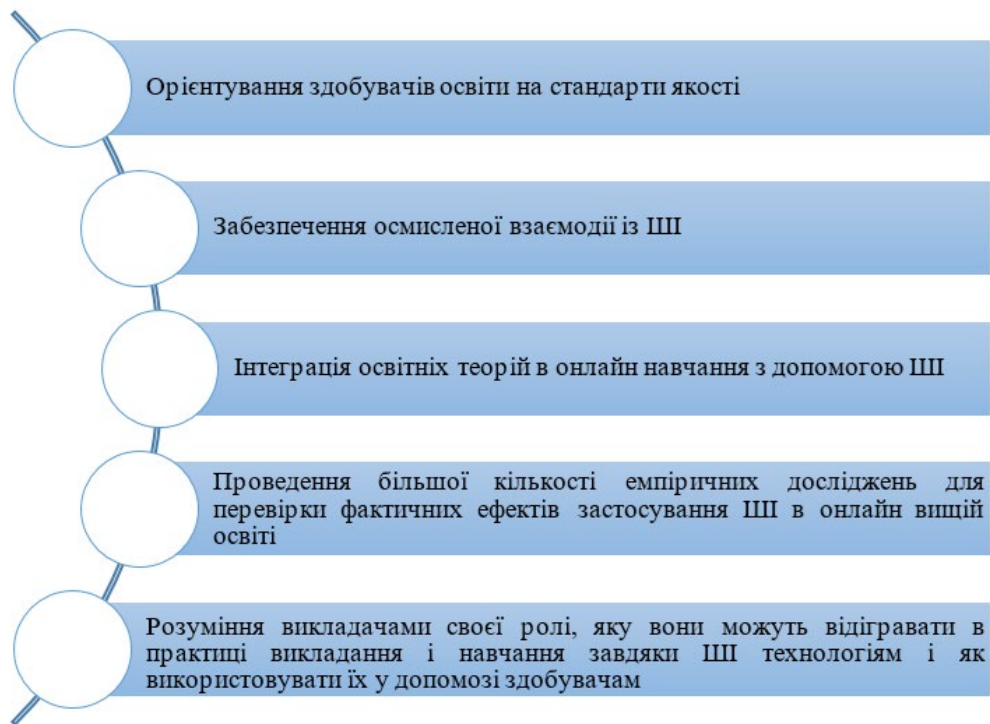 Орієнтування здобувачів освіти на стандарти якості
Забезпечення осмисленої взаємодії із ШІ
Інтеграція освітніх теорій в онлайн навчання з допомогою ШІ
Проведення більшої кількості емпіричних досліджень для
перевірки фактичних ефектів застосування ШІ в онлайн вищій
освіті
Розуміння викладачами своєї ролі, яку вони можуть відігравати в
практиці викладання і навчання завдяки ШІ технологіям і як
використовувати їх у допомозі здобувачам